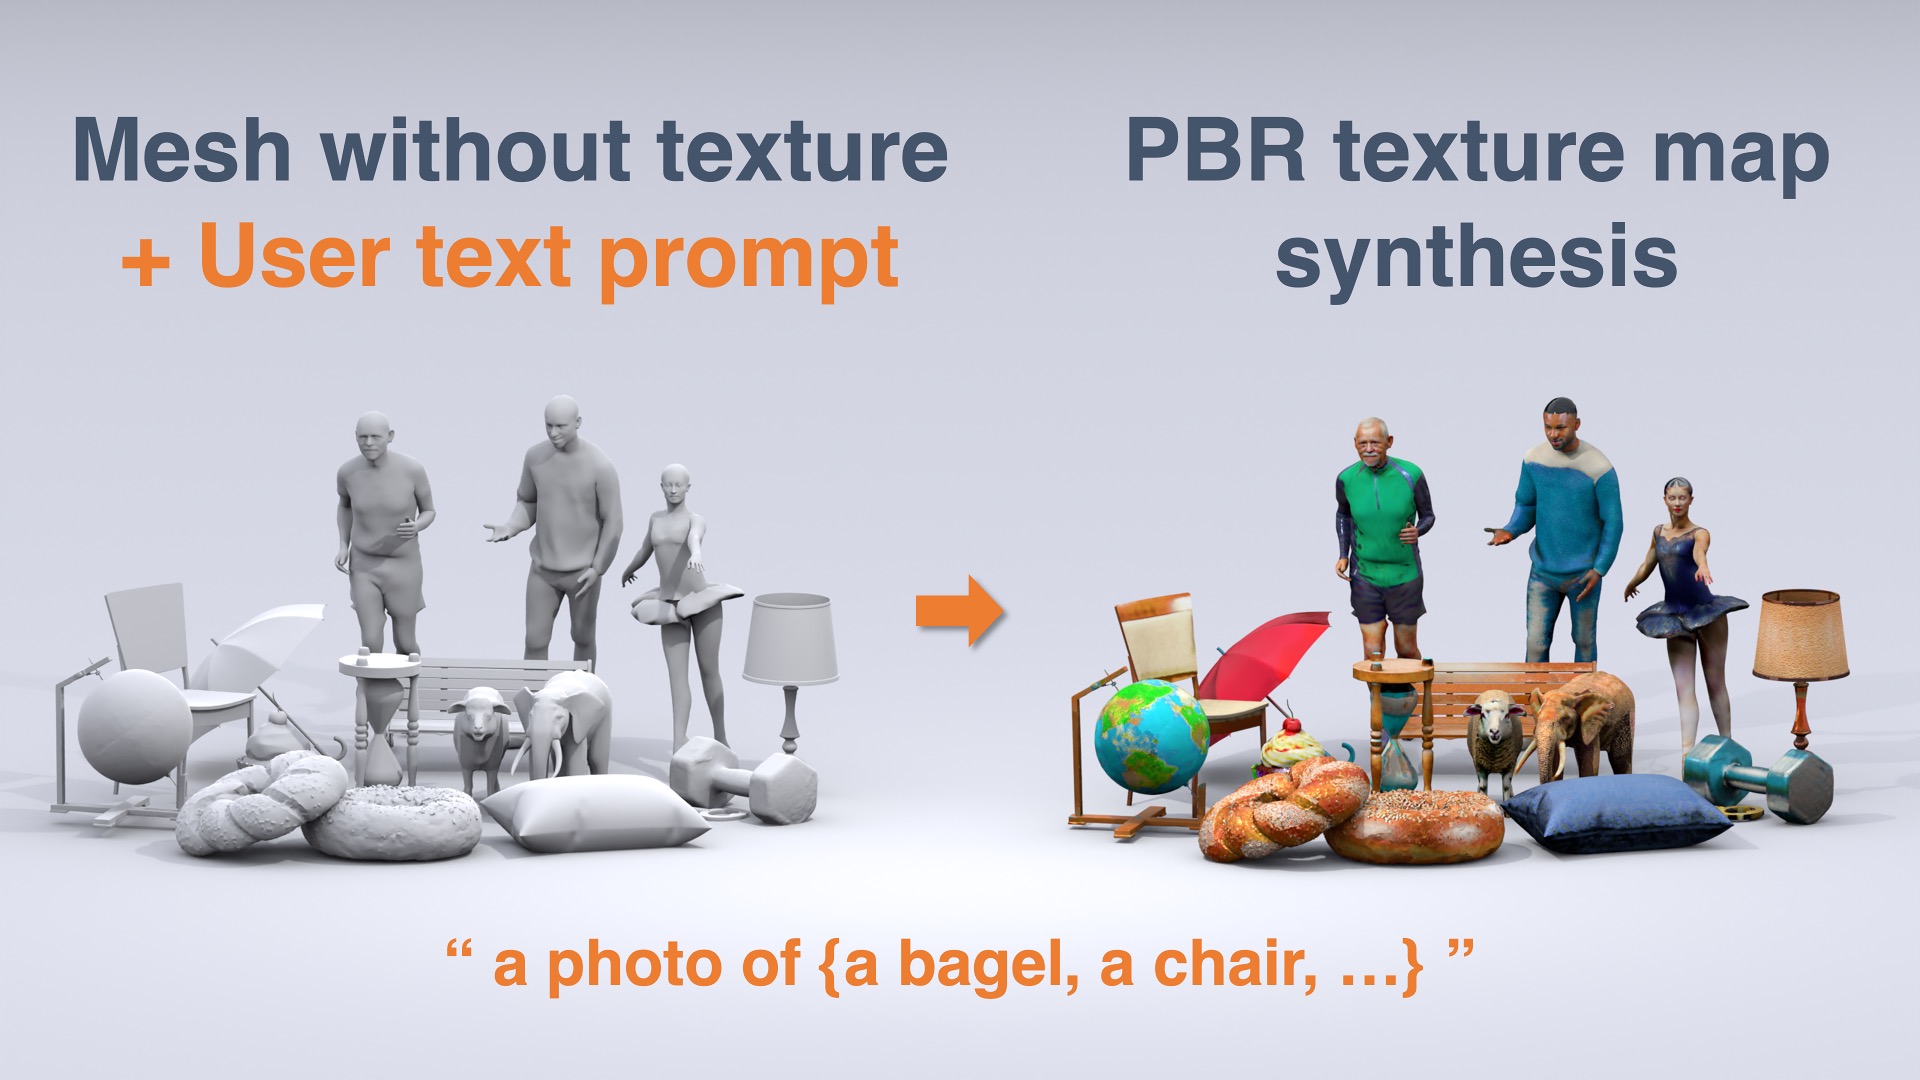 Mesh without texture
+ User text prompt
PBR texture map
synthesis
“ a photo of {a bagel, a chair, …} ”